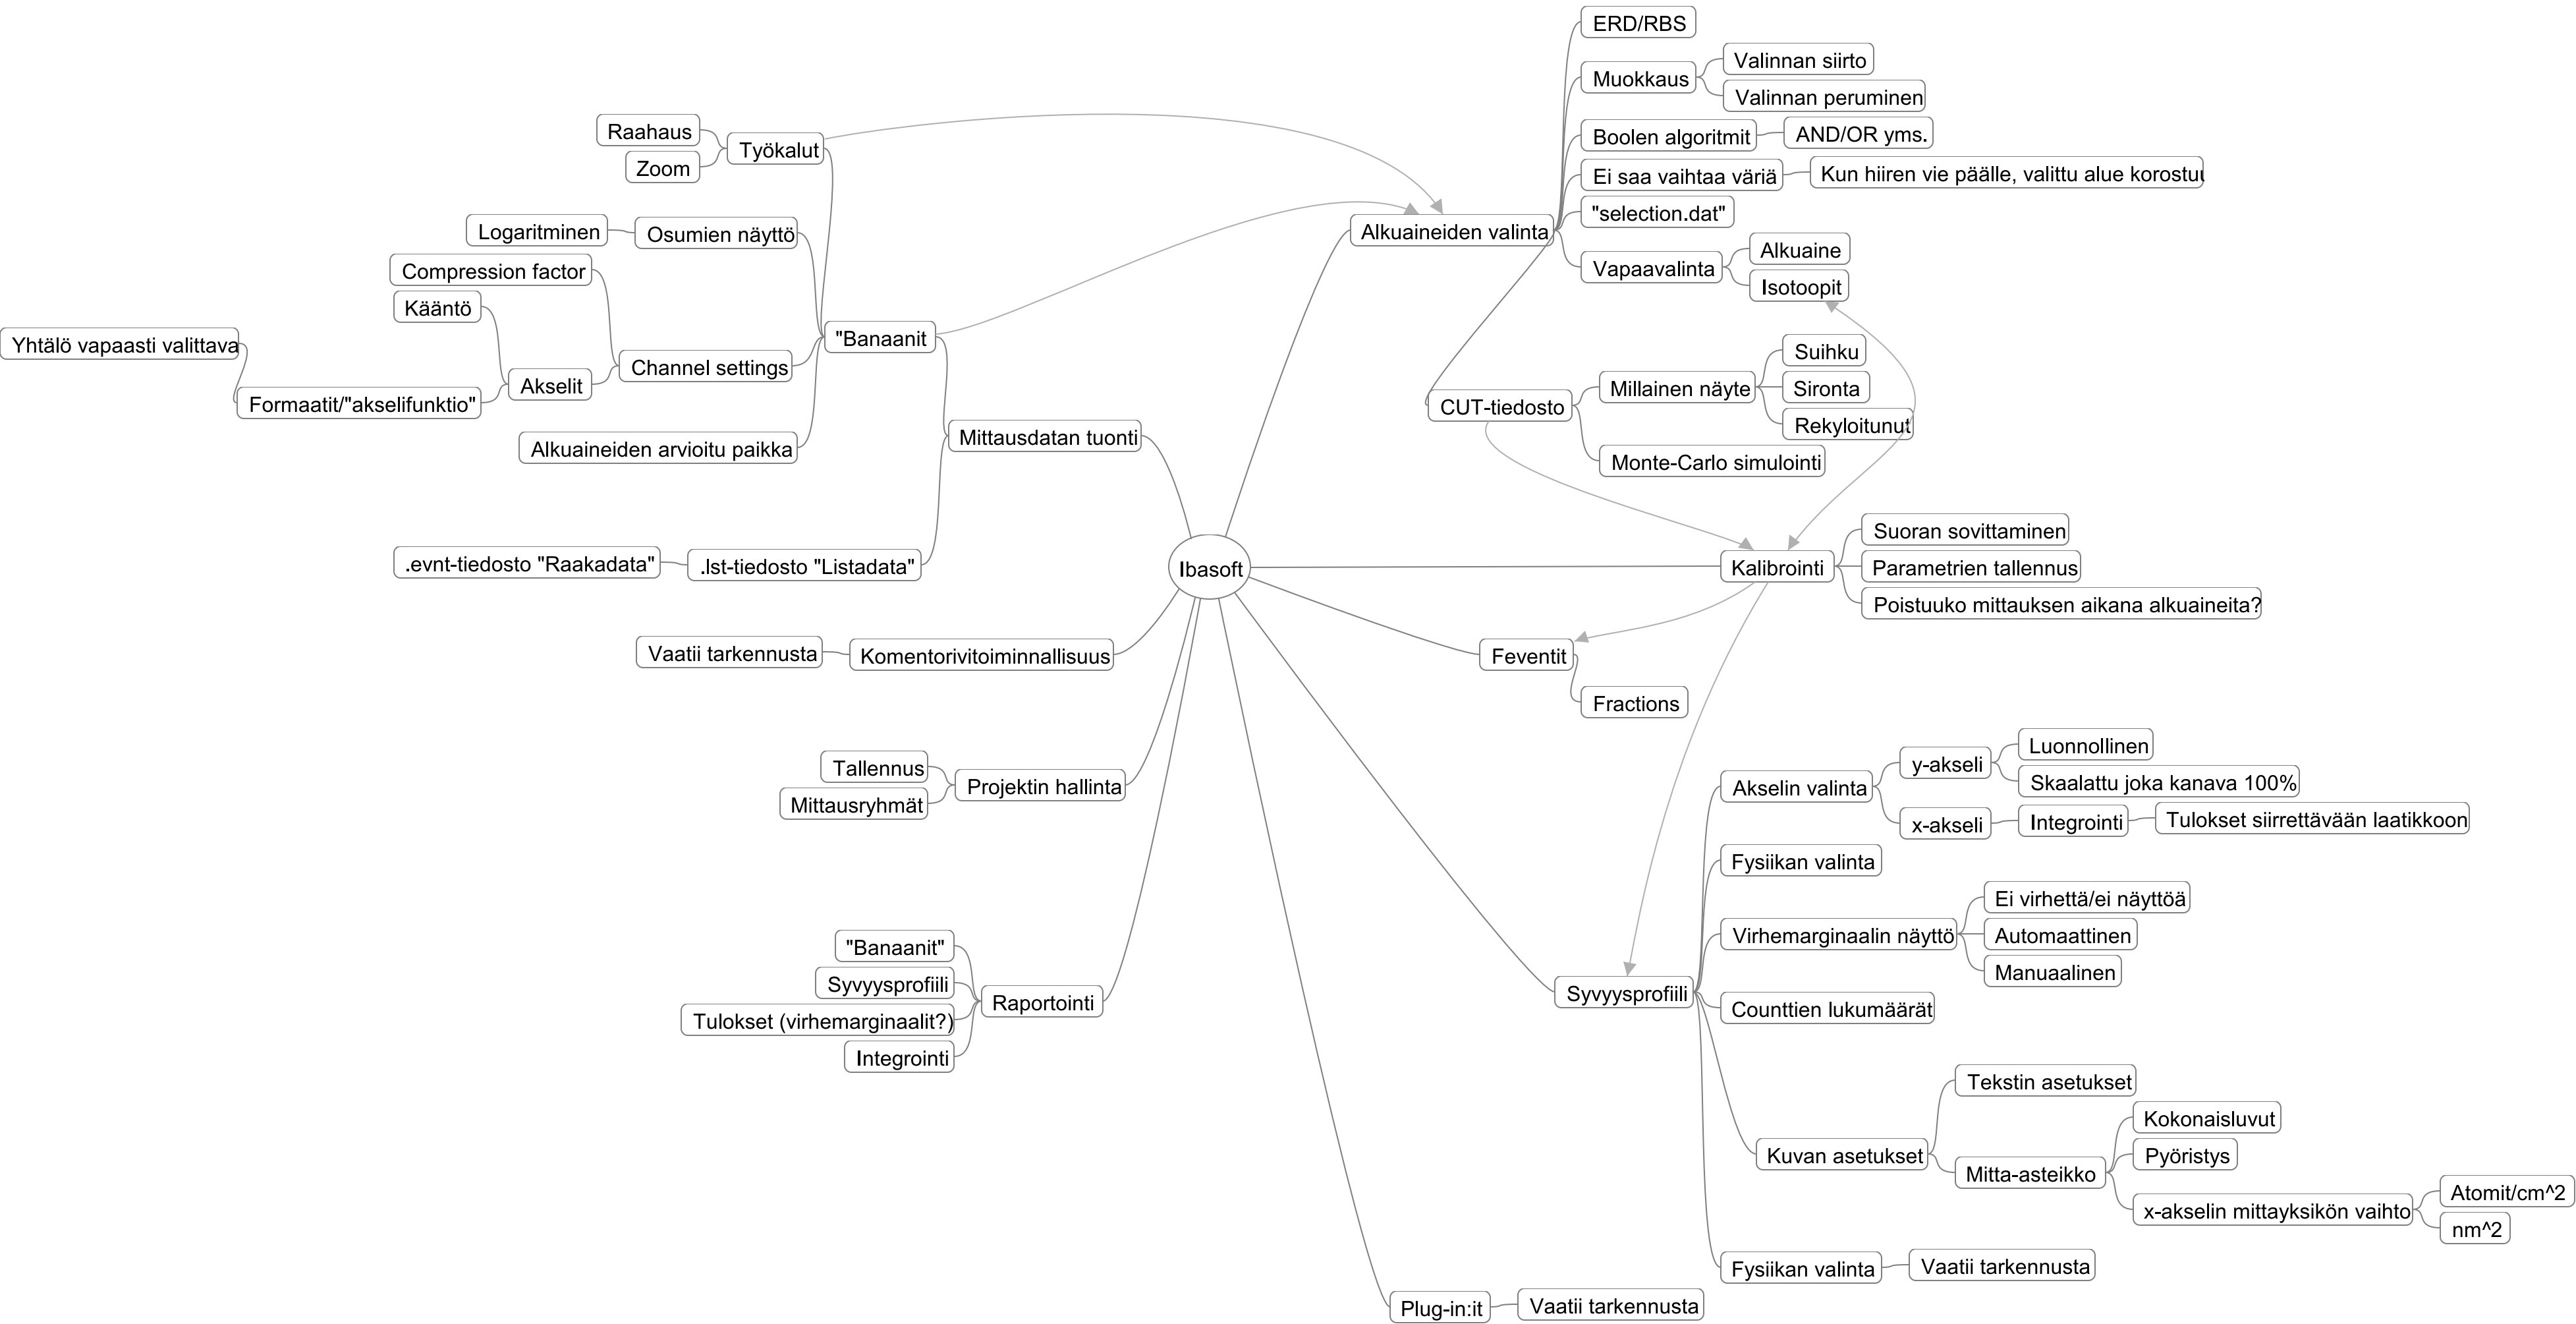 Ibasoft
Mittausdatan tuonti
"Banaanit
Työkalut
Raahaus
Zoom
Osumien näyttö
Logaritminen
Channel settings
Compression factor
Akselit
Kääntö
Formaatit/"akselifunktio"
Yhtälö vapaasti valittava
Alkuaineiden arvioitu paikka
.lst-tiedosto "Listadata"
.evnt-tiedosto "Raakadata"
Komentorivitoiminnallisuus
Vaatii tarkennusta
Projektin hallinta
Tallennus
Mittausryhmät
Raportointi
"Banaanit"
Syvyysprofiili
Tulokset (virhemarginaalit?)
Integrointi
Alkuaineiden valinta
ERD/RBS
Muokkaus
Valinnan siirto
Valinnan peruminen
Boolen algoritmit
AND/OR yms.
Ei saa vaihtaa väriä
Kun hiiren vie päälle, valittu alue korostuu
"selection.dat"
Vapaavalinta
Alkuaine
Isotoopit
CUT-tiedosto
Millainen näyte
Suihku
Sironta
Rekyloitunut
Monte-Carlo simulointi
Kalibrointi
Suoran sovittaminen
Parametrien tallennus
Poistuuko mittauksen aikana alkuaineita?
Feventit
Fractions
Syvyysprofiili
Akselin valinta
y-akseli
Luonnollinen
Skaalattu joka kanava 100%
x-akseli
Integrointi
Tulokset siirrettävään laatikkoon
Fysiikan valinta
Virhemarginaalin näyttö
Ei virhettä/ei näyttöä
Automaattinen
Manuaalinen
Counttien lukumäärät
Kuvan asetukset
Tekstin asetukset
Mitta-asteikko
Kokonaisluvut
Pyöristys
x-akselin mittayksikön vaihto
Atomit/cm^2
nm^2
Fysiikan valinta
Vaatii tarkennusta
Plug-in:it
Vaatii tarkennusta